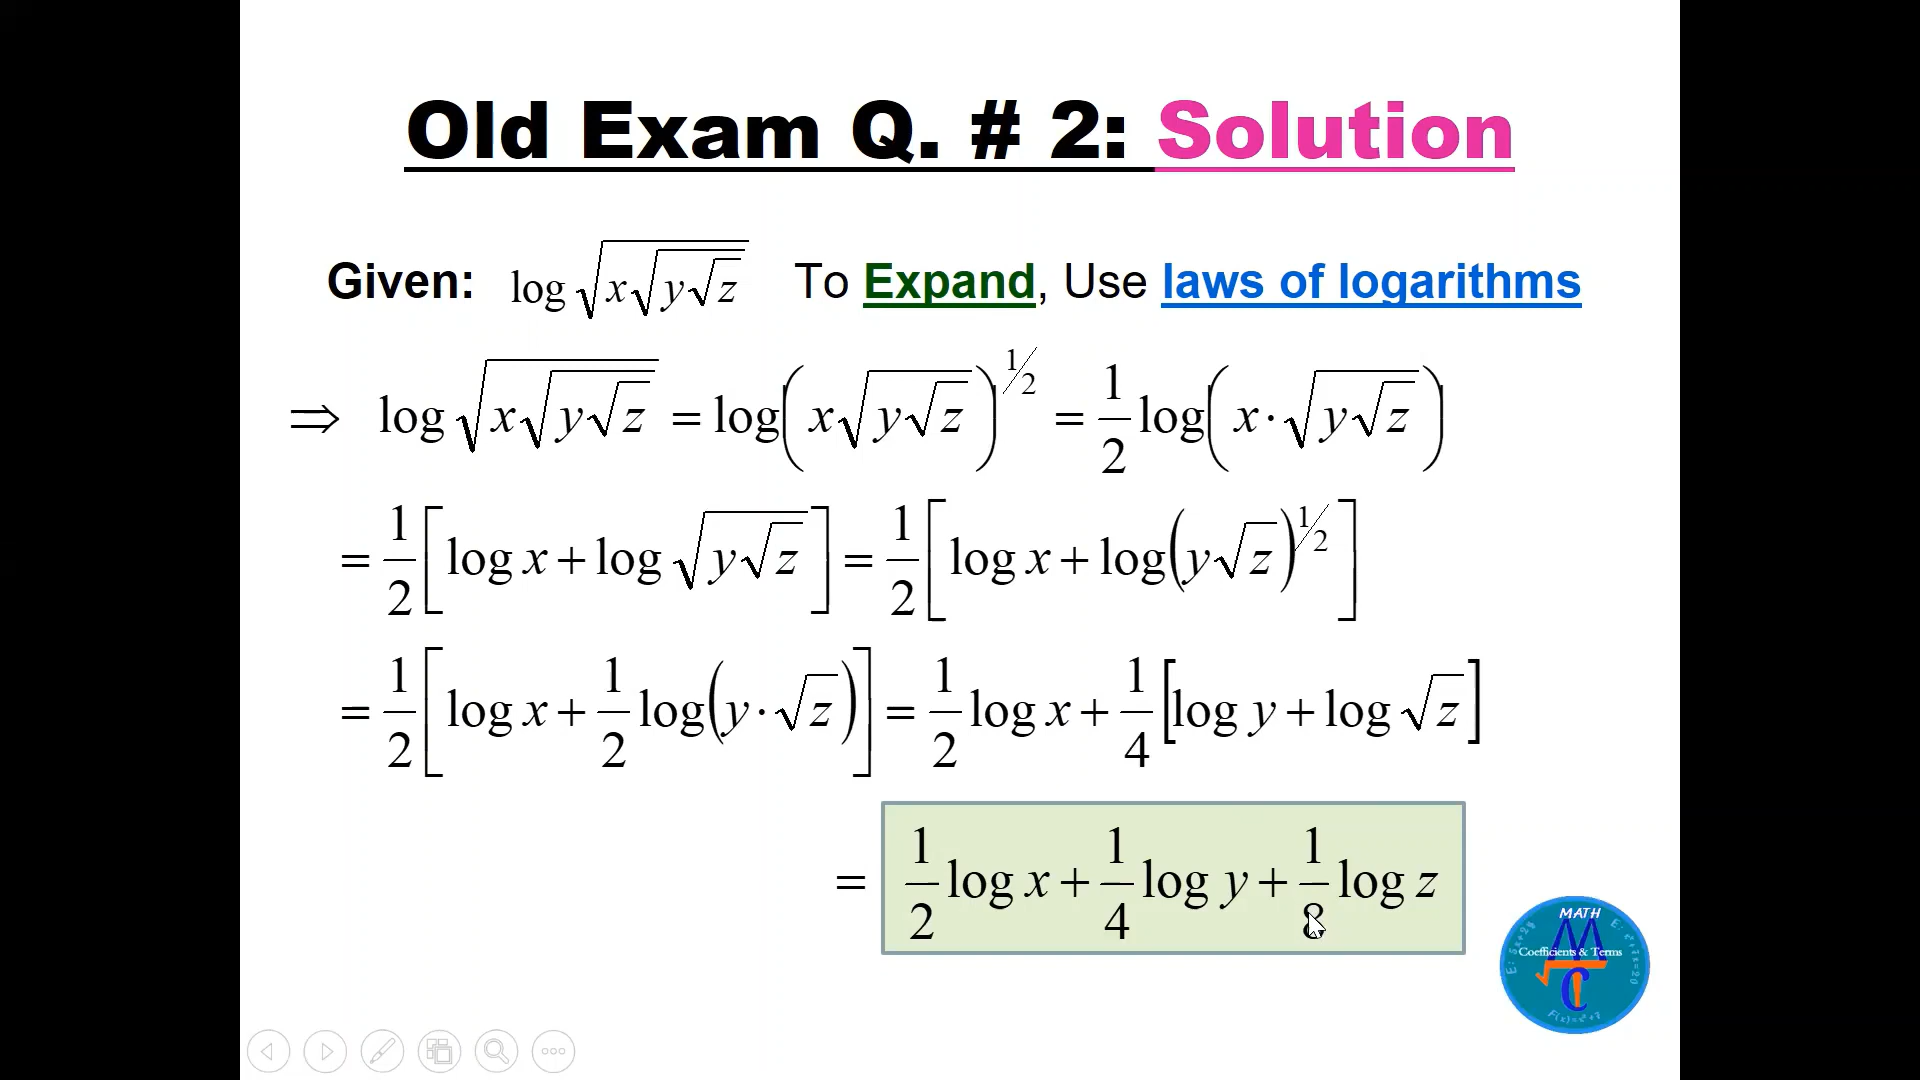 Old Exam Q. # 2: Solution
Given: log √(x√(y√z)) To Expand, Use laws of logarithms
⇒ log √(x√(y√z)) = log(x√(y√z))^(1/2) = 1/2 log(x·√(y√z))
= 1/2 [log x + log √(y√z)] = 1/2 [log x + log(y√z)^(1/2)]
= 1/2 [log x + 1/2 log(y·√z)] = 1/2 log x + 1/4 [log y + log √z]
= 1/2 log x + 1/4 log y + 1/8 log z
MATH
Coefficients & Terms